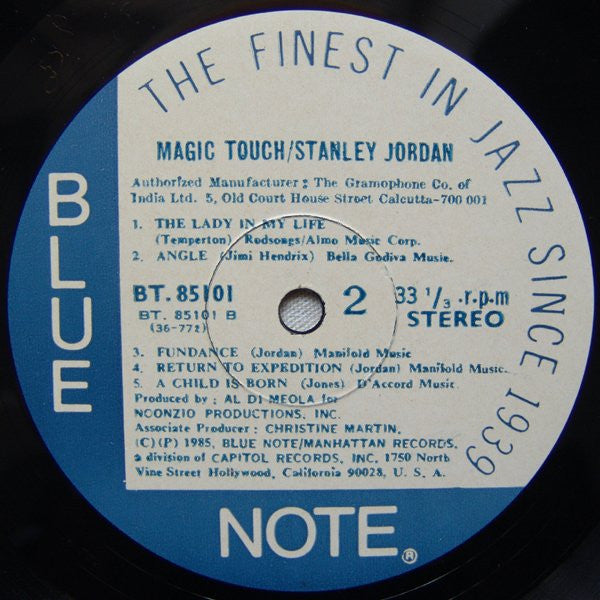 THE FINEST IN JAZZ SINCE 1939
MAGIC TOUCH/STANLEY JORDAN
Authorized Manufacturer : The Gramophone Co. of
India Ltd. 5, Old Court House Street Calcutta-700 001
1. THE LADY IN MY LIFE
(Temperton) Rodsongs/Almo Music Corp.
2. ANGLE (Jimi Hendrix) Bella Godiva Music.
BT. 85101
BT. 85101 B
(36-772)
2
33 1/3 .r.p.m
STEREO
3. FUNDANCE (Jordan) Manifold Music
4. RETURN TO EXPEDITION (Jordan) Manifold Music.
5. A CHILD IS BORN (Jones) D'Accord Music.
Produced by : AL DI MEOLA for
NOONZIO PRODUCTIONS, INC.
Associate Producer : CHRISTINE MARTIN.
(C)(P) 1985, BLUE NOTE/MANHATTAN RECORDS,
a division of CAPITOL RECORDS, INC. 1750 North
Vine Street Hollywood, California 90028, U. S. A.
BLUE
NOTE®